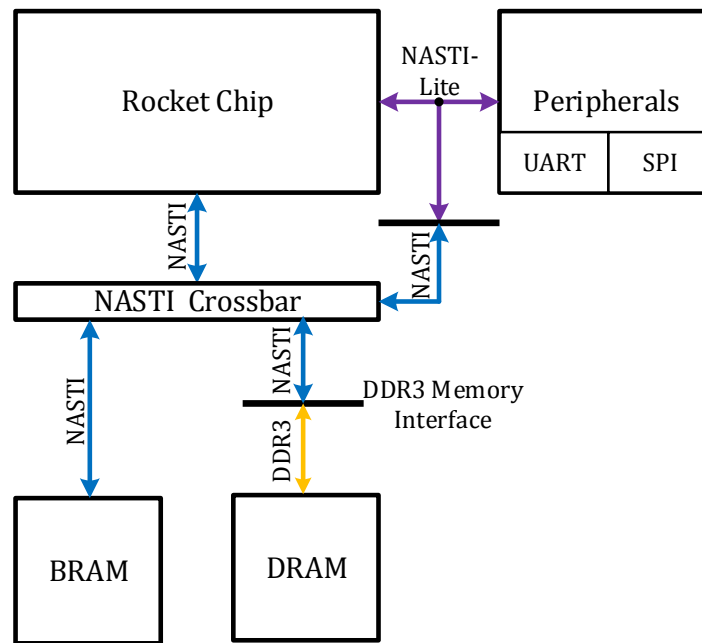 Rocket Chip
NASTI-
Lite
Peripherals
UART
SPI
NASTI
NASTI
NASTI Crossbar
NASTI
NASTI
DDR3 Memory
Interface
DDR3
BRAM
DRAM